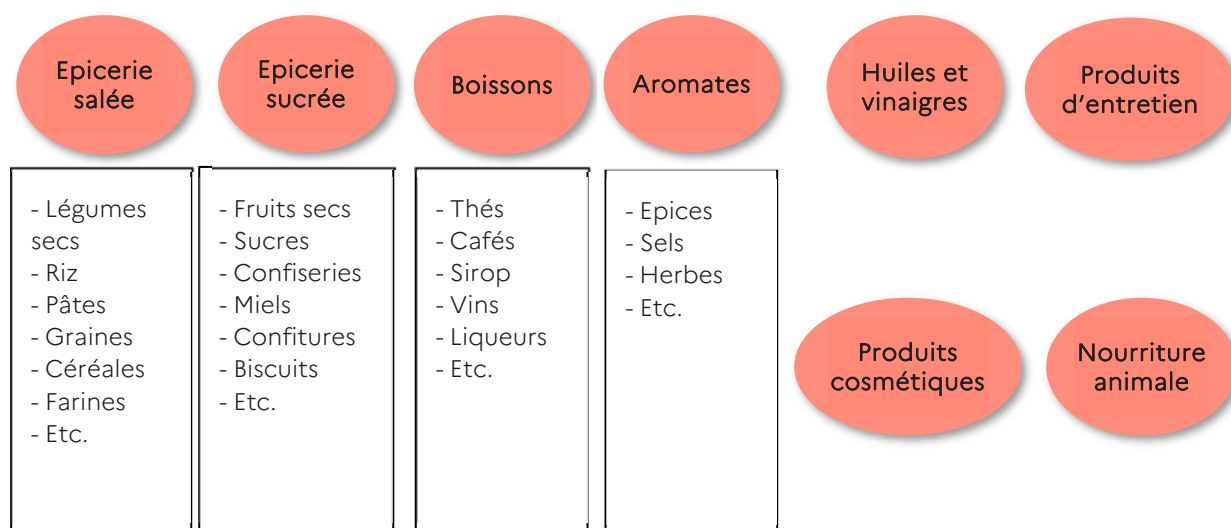 Epicerie
salée
Epicerie
sucrée
Boissons
Aromates
Huiles et
vinaigres
Produits
d'entretien
- Légumes
secs
- Riz
- Pâtes
- Graines
- Céréales
- Farines
- Etc.
- Fruits secs
- Sucres
- Confiseries
- Miels
- Confitures
- Biscuits
- Etc.
- Thés
- Cafés
- Sirop
- Vins
- Liqueurs
- Etc.
- Epices
- Sels
- Herbes
- Etc.
Produits
cosmétiques
Nourriture
animale